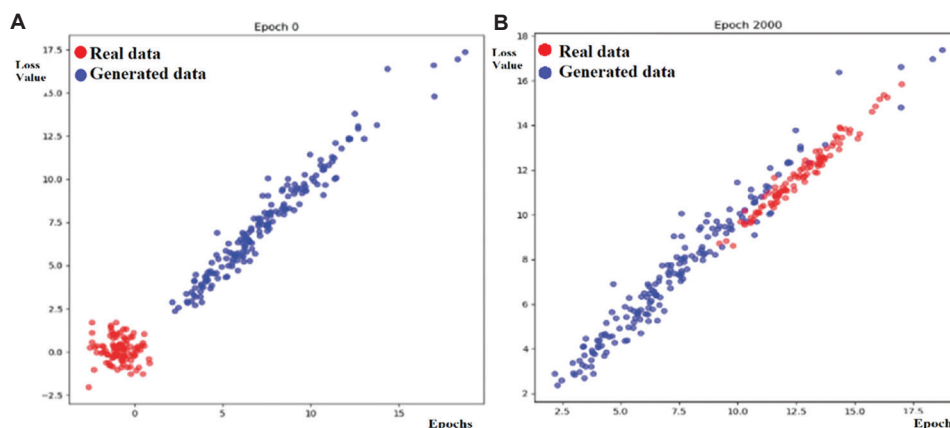 A
Epoch 0
Loss
Value
Real data
Generated data
17.5
15.0
12.5
10.0
7.5
5.0
2.5
0.0
−2.5
0
5
10
15
Epochs
B
Epoch 2000
Loss
Value
Real data
Generated data
18
16
14
12
10
8
6
4
2
2.5
5.0
7.5
10.0
12.5
15.0
17.5
Epoc